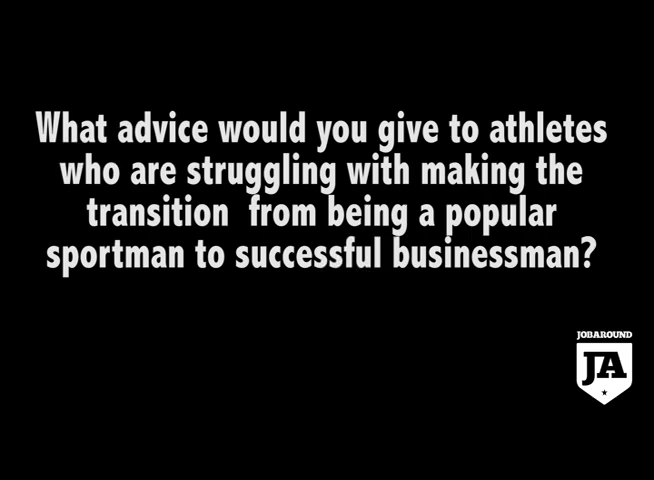 What advice would you give to athletes
who are struggling with making the
transition from being a popular
sportman to successful businessman?
JOBAROUND
JA